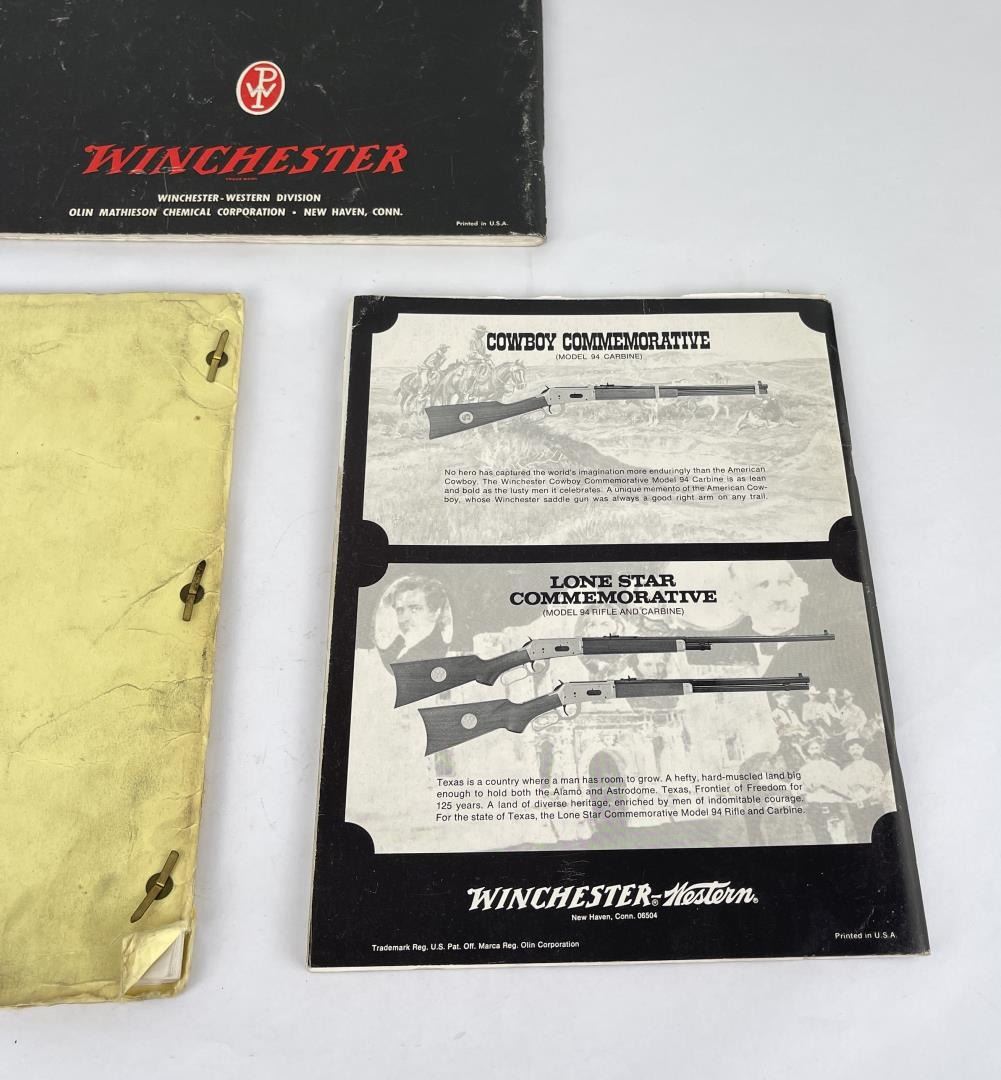 WINCHESTER
TRADE MARK
WINCHESTER-WESTERN DIVISION
OLIN MATHIESON CHEMICAL CORPORATION • NEW HAVEN, CONN.
Printed in U.S.A.
COWBOY COMMEMORATIVE
(MODEL 94 CARBINE)
No hero has captured the world's imagination more enduringly than the American
Cowboy. The Winchester Cowboy Commemorative Model 94 Carbine is as lean
and bold as the lusty men it celebrates. A unique memento of the American Cow-
boy, whose Winchester saddle gun was always a good right arm on any trail.
LONE STAR
COMMEMORATIVE
(MODEL 94 RIFLE AND CARBINE)
Texas is a country where a man has room to grow. A hefty, hard-muscled land big
enough to hold both the Alamo and Astrodome. Texas, Frontier of Freedom for
125 years. A land of diverse heritage, enriched by men of indomitable courage.
For the state of Texas, the Lone Star Commemorative Model 94 Rifle and Carbine.
WINCHESTER®-Western®
New Haven, Conn. 06504
Printed in U.S.A.
Trademark Reg. U.S. Pat. Off. Marca Reg. Olin Corporation